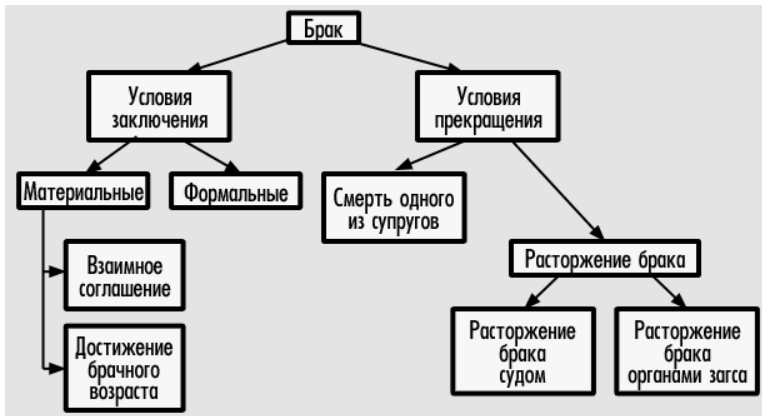 Брак
Условия
заключения
Условия
прекращения
Материальные
Формальные
Смерть одного
из супругов
Взаимное
соглашение
Расторжение брака
Достижение
брачного
возраста
Расторжение
брака
судом
Расторжение
брака
органами загса